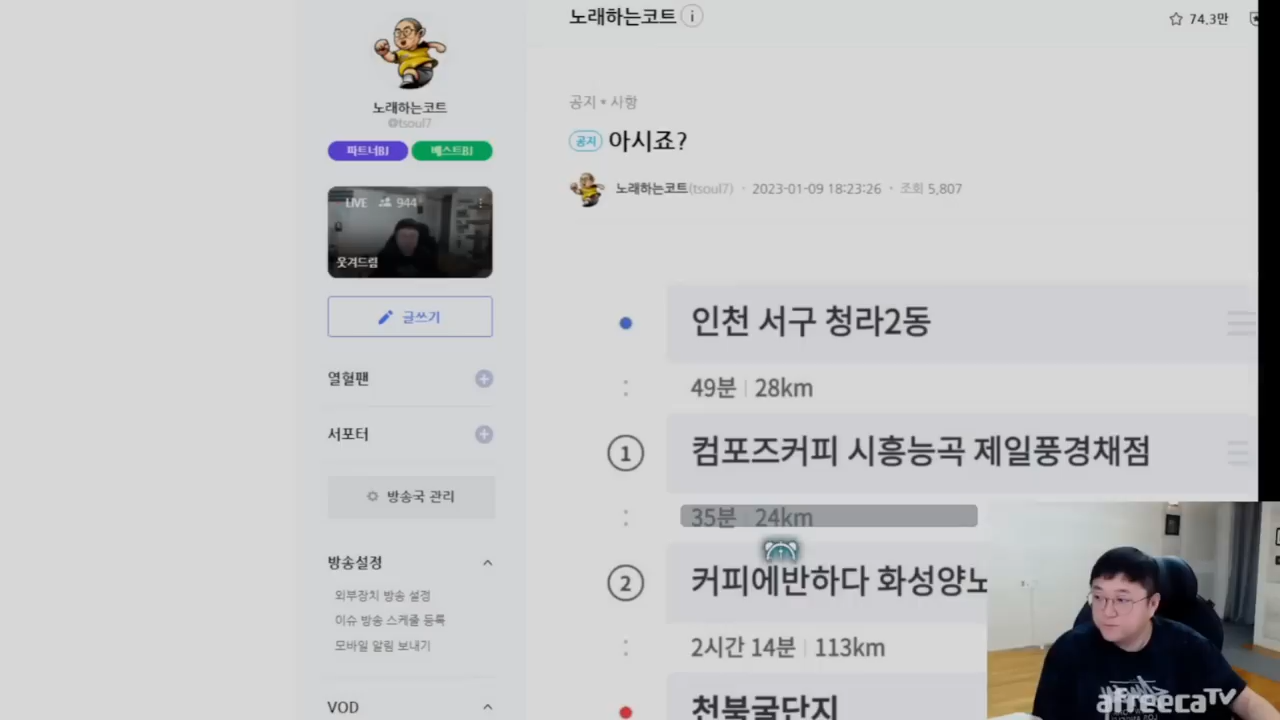 노래하는코트
74.3만
노래하는코트
@tsoul7
파트너BJ 베스트BJ
LIVE 944
웃겨드림
글쓰기
열혈팬
서포터
방송국 관리
방송설정
외부장치 방송 설정
이슈 방송 스케줄 등록
모바일 알림 보내기
VOD
공지 • 시항
공지 아시죠?
노래하는코트(tsoul7) · 2023-01-09 18:23:26 · 조회 5,807
인천 서구 청라2동
49분 28km
1 컴포즈커피 시흥능곡 제일풍경채점
35분 24km
2 커피에반하다 화성양노
2시간 14분 113km
천북굴단지
afreecaTV